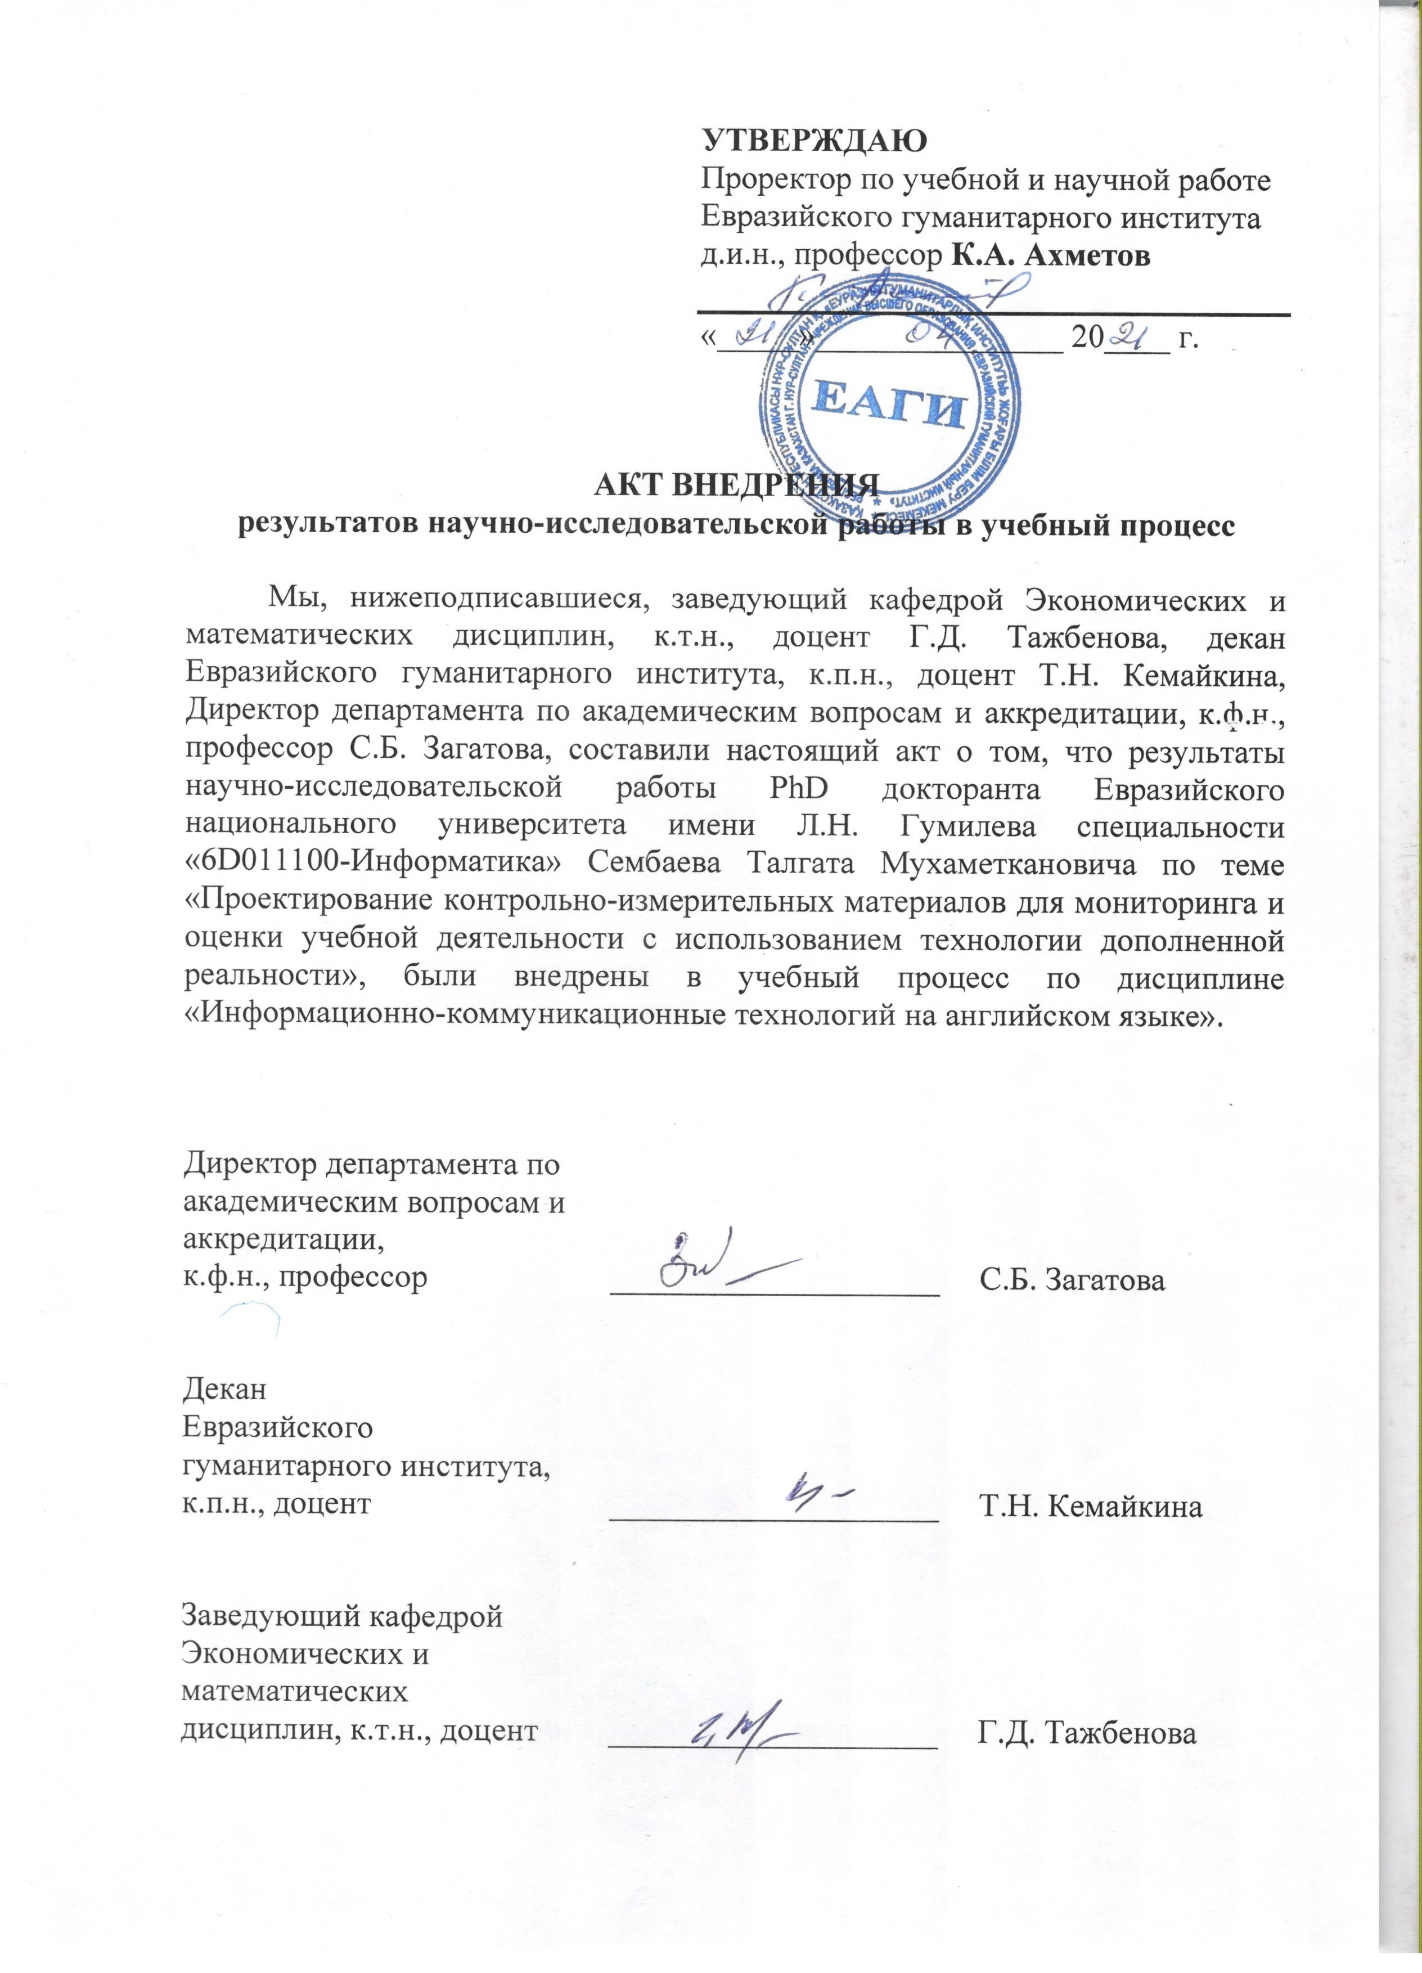 УТВЕРЖДАЮ
Проректор по учебной и научной работе
Евразийского гуманитарного института
д.и.н., профессор К.А. Ахметов
«21» 04 2021 г.
ЕАГИ
АКТ ВНЕДРЕНИЯ
результатов научно-исследовательской работы в учебный процесс
Мы, нижеподписавшиеся, заведующий кафедрой Экономических и
математических дисциплин, к.т.н., доцент Г.Д. Тажбенова, декан
Евразийского гуманитарного института, к.п.н., доцент Т.Н. Кемайкина,
Директор департамента по академическим вопросам и аккредитации, к.ф.н.,
профессор С.Б. Загатова, составили настоящий акт о том, что результаты
научно-исследовательской работы PhD докторанта Евразийского
национального университета имени Л.Н. Гумилева специальности
«6D011100-Информатика» Сембаева Талгата Мухаметкановича по теме
«Проектирование контрольно-измерительных материалов для мониторинга и
оценки учебной деятельности с использованием технологии дополненной
реальности», были внедрены в учебный процесс по дисциплине
«Информационно-коммуникационные технологий на английском языке».
Директор департамента по
академическим вопросам и
аккредитации,
к.ф.н., профессор С.Б. Загатова
Декан
Евразийского
гуманитарного института,
к.п.н., доцент Т.Н. Кемайкина
Заведующий кафедрой
Экономических и
математических
дисциплин, к.т.н., доцент Г.Д. Тажбенова